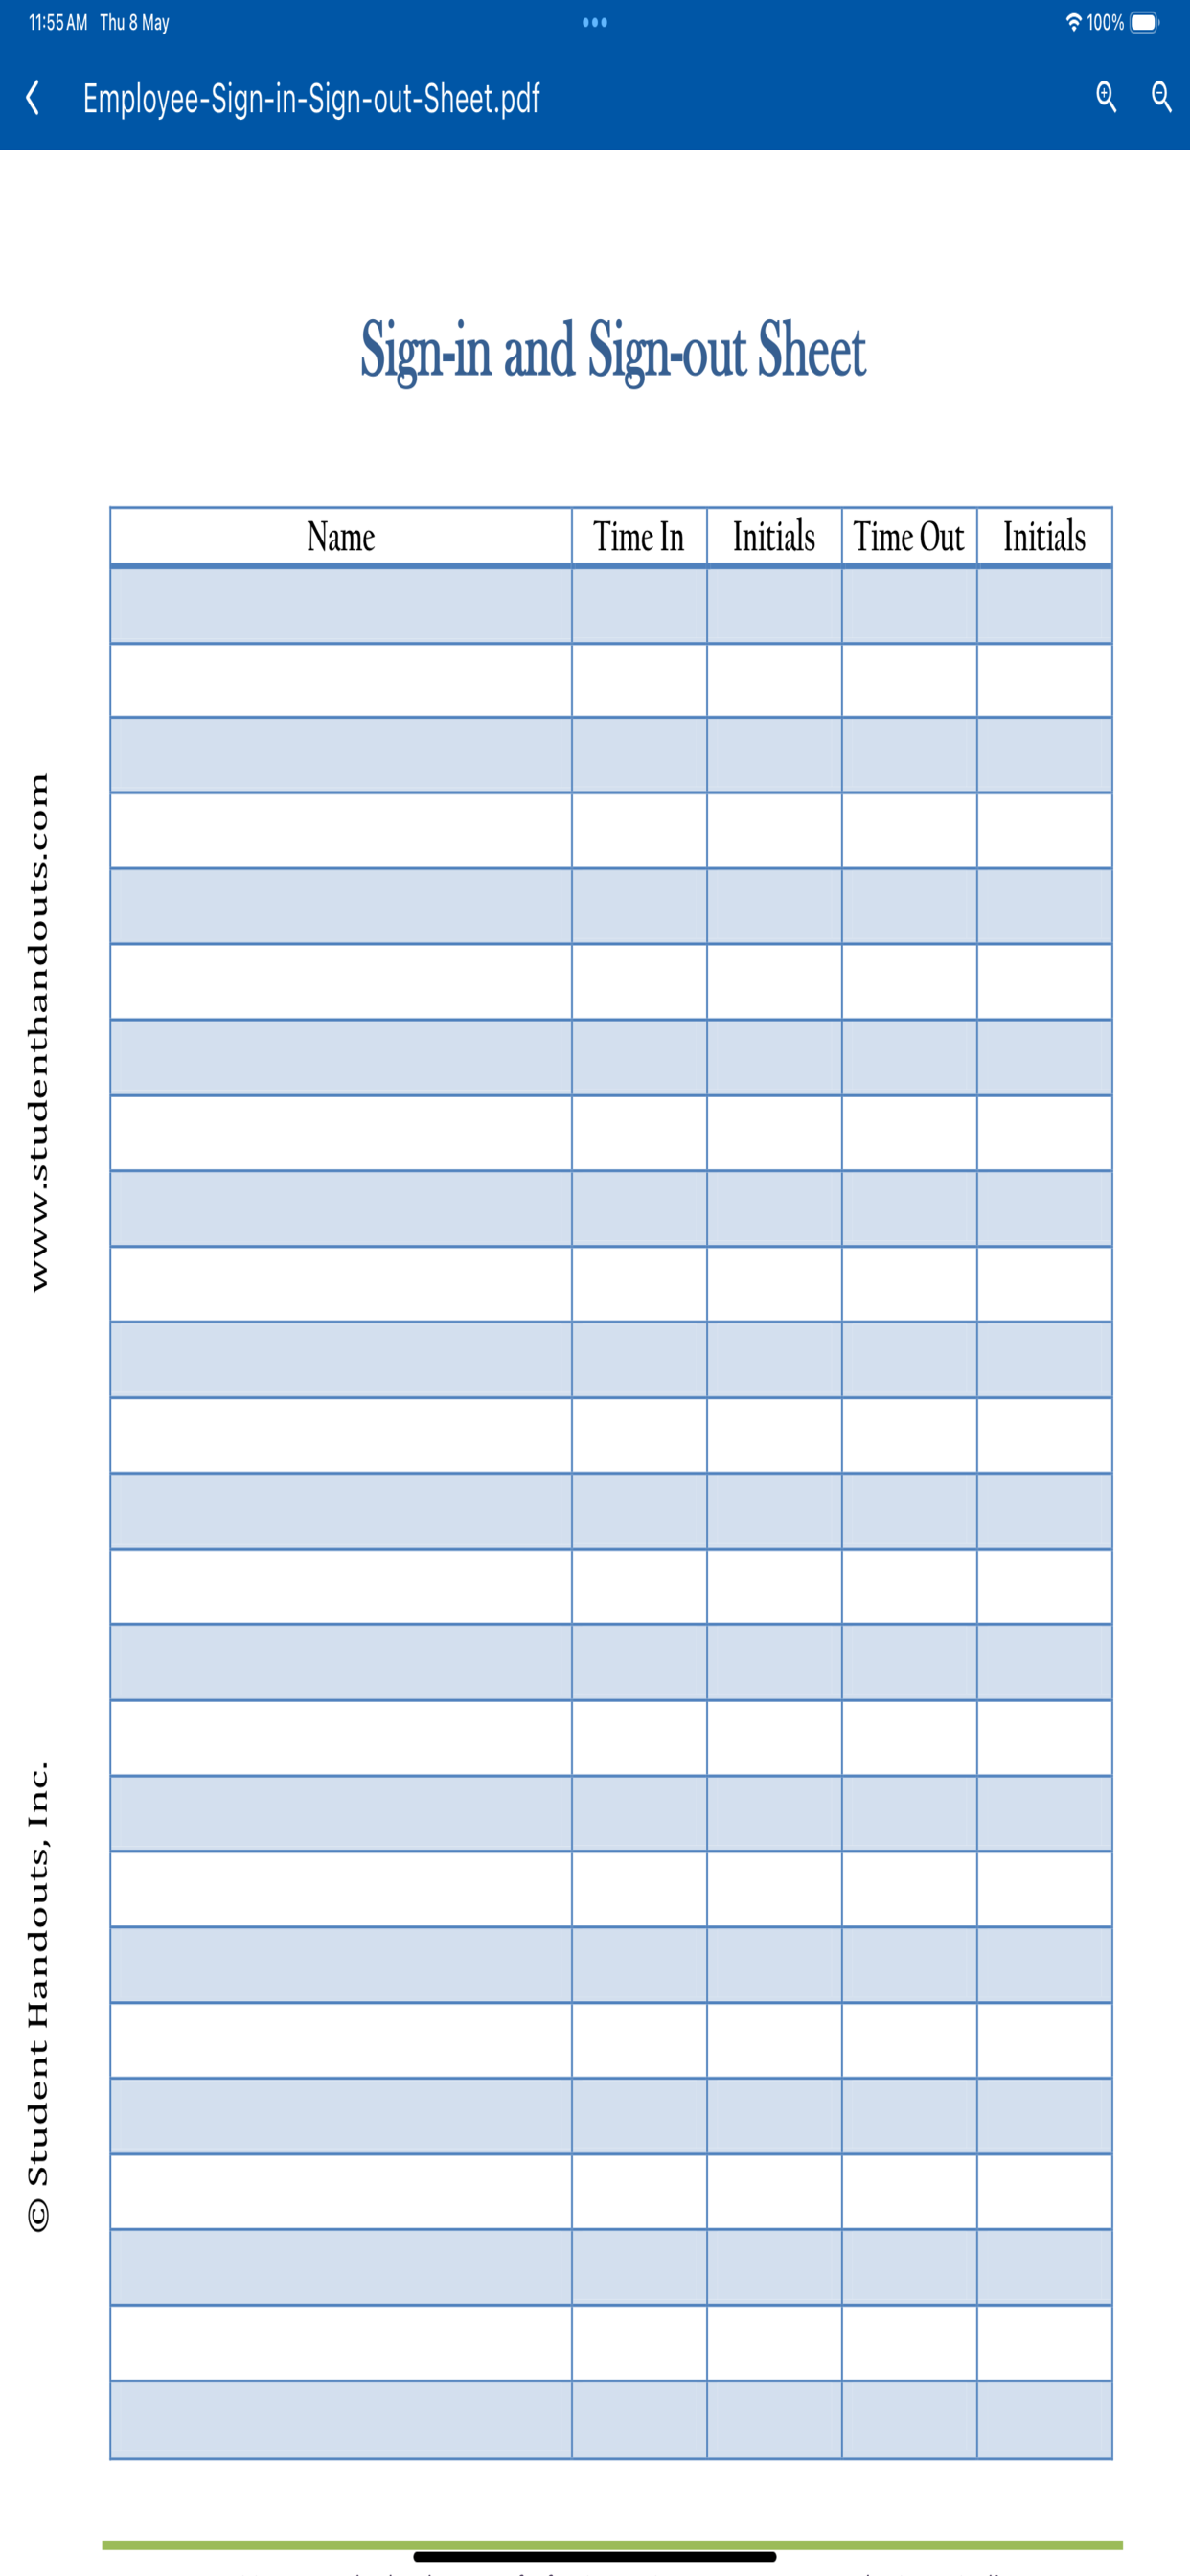 11:55 AM Thu 8 May
100%
Employee-Sign-in-Sign-out-Sheet.pdf
Sign-in and Sign-out Sheet
Name Time In Initials Time Out Initials
www.studenthandouts.com
© Student Handouts, Inc.